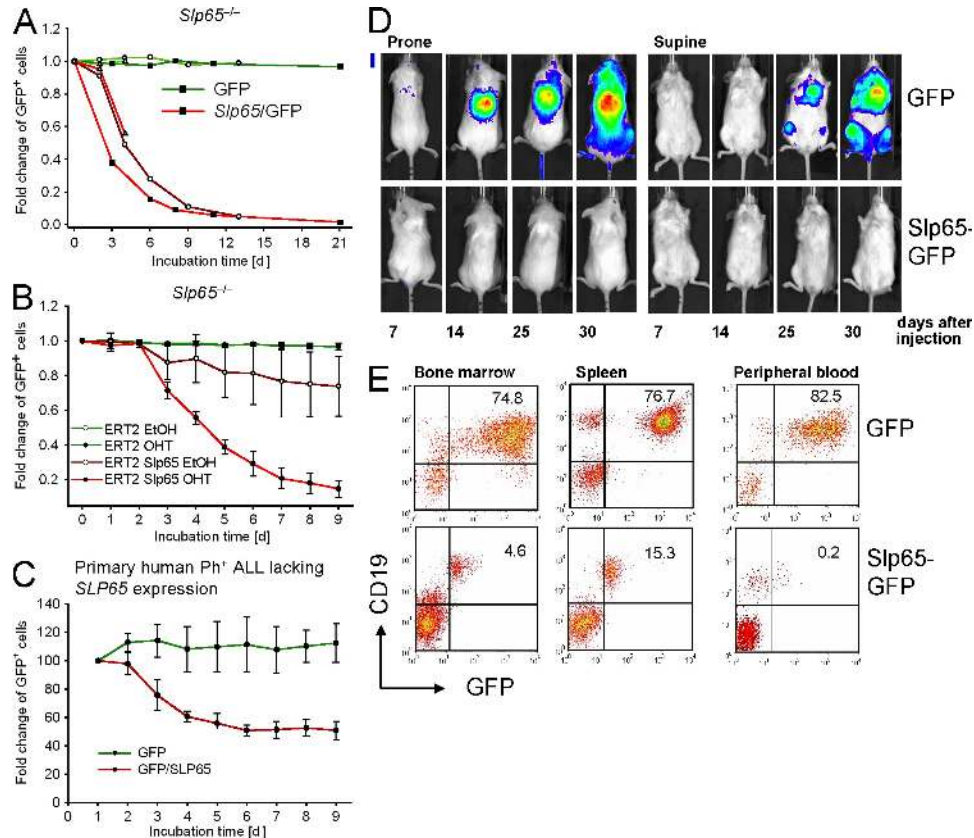 A
Slp65–/–
Fold change of GFP+ cells
1.2
1.0
0.8
0.6
0.4
0.2
0.0
GFP
Slp65/GFP
0 3 6 9 11 13 15 18 21
Incubation time [d]
B
Slp65–/–
Fold change of GFP+ cells
1.2
1.0
0.8
0.6
0.4
0.2
ERT2 EtOH
ERT2 OHT
ERT2 Slp65 EtOH
ERT2 Slp65 OHT
0 1 2 3 4 5 6 7 8 9
Incubation time [d]
C
Primary human Ph+ ALL lacking
SLP65 expression
Fold change of GFP+ cells
140
120
100
80
60
40
20
0
GFP
GFP/SLP65
0 1 2 3 4 5 6 7 8 9
Incubation time [d]
D
Prone Supine
GFP
Slp65-
GFP
7 14 25 30 7 14 25 30 days after
injection
E
Bone marrow Spleen Peripheral blood
74.8 76.7 82.5
GFP
4.6 15.3 0.2
Slp65-
GFP
CD19
GFP